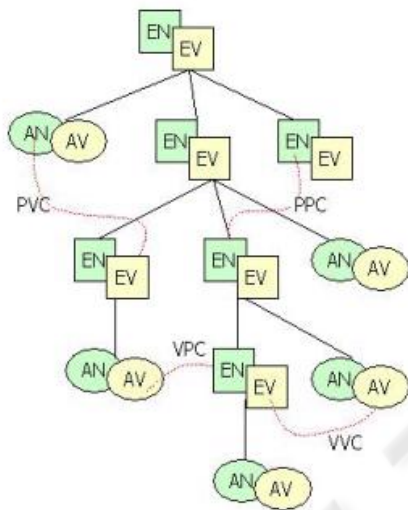 EN EV
AN AV EN EV EN EV
PVC PPC
EN EV EN EV AN AV
AN AV VPC EN EV AN AV
VVC
AN AV